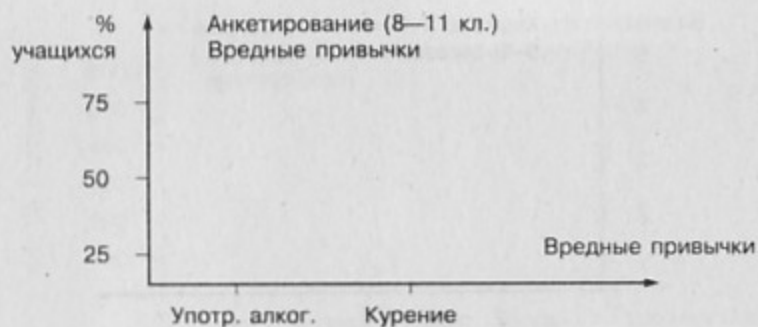 %
учащихся
Анкетирование (8—11 кл.)
Вредные привычки
75
50
25
Вредные привычки
Употр. алког.
Курение